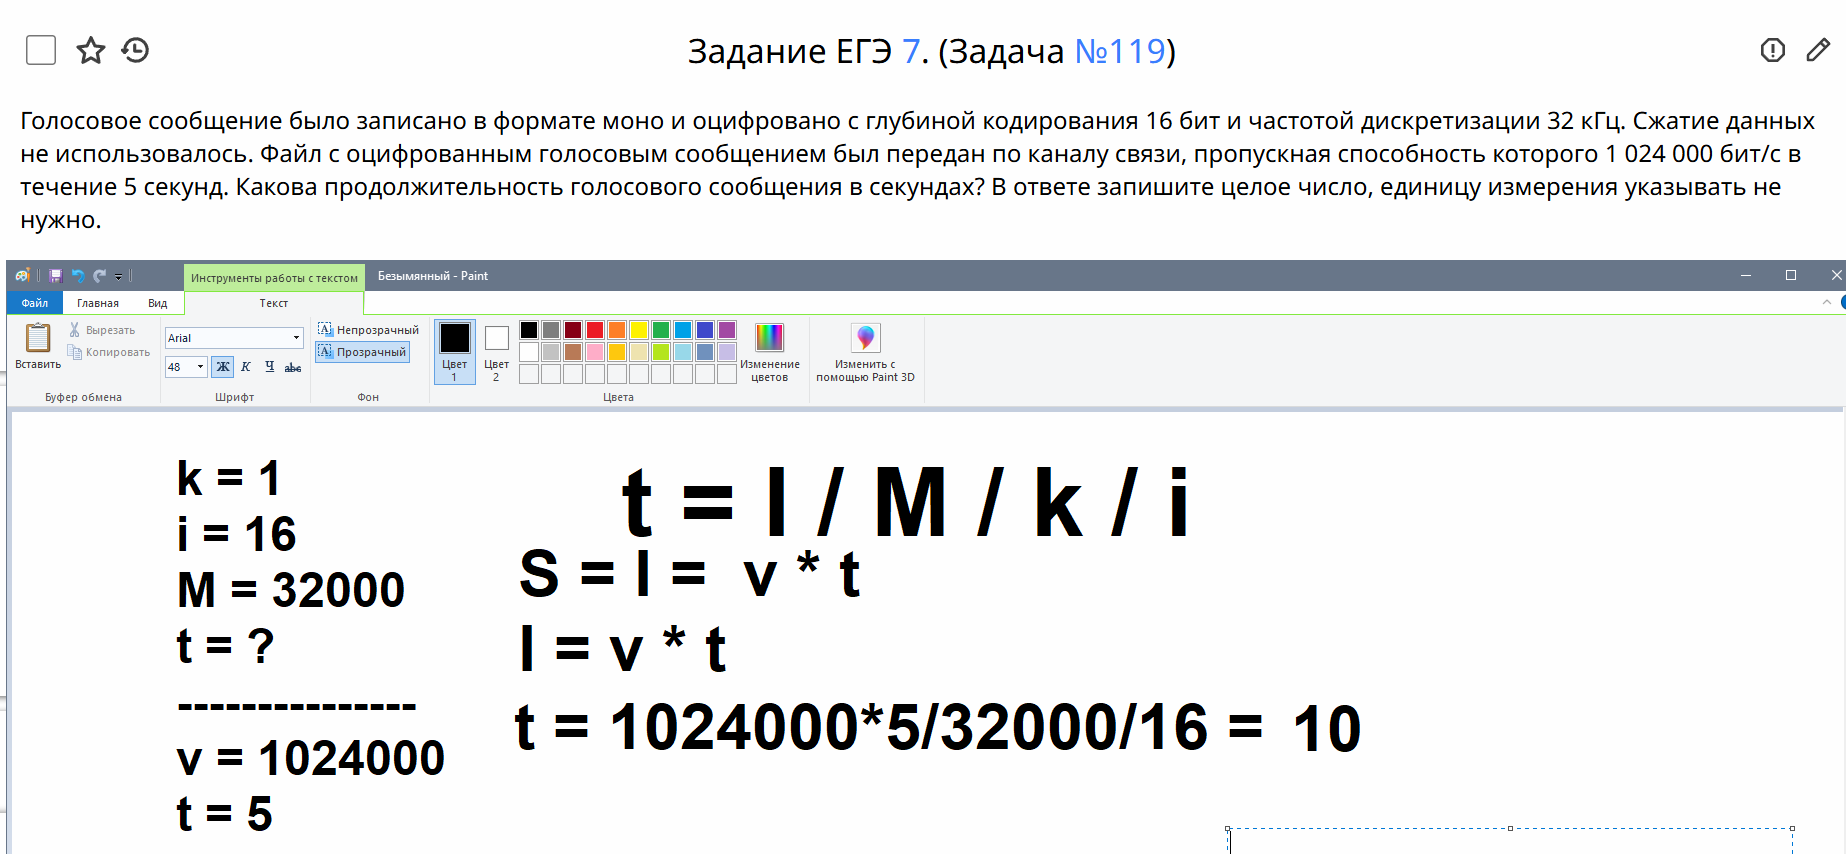 Задание ЕГЭ 7. (Задача №119)
Голосовое сообщение было записано в формате моно и оцифровано с глубиной кодирования 16 бит и частотой дискретизации 32 кГц. Сжатие данных
не использовалось. Файл с оцифрованным голосовым сообщением был передан по каналу связи, пропускная способность которого 1 024 000 бит/с в
течение 5 секунд. Какова продолжительность голосового сообщения в секундах? В ответе запишите целое число, единицу измерения указывать не
нужно.
Инструменты работы с текстом
Безымянный - Paint
Файл Главная Вид Текст
Вставить
Вырезать
Копировать
Буфер обмена
Arial
48 Ж К Ч abc
Шрифт
Непрозрачный
Прозрачный
Фон
Цвет
1
Цвет
2
Изменение
цветов
Цвета
Изменить с
помощью Paint 3D
k = 1
i = 16
M = 32000
t = ?
---------------
v = 1024000
t = 5
t = I / M / k / i
S = I = v * t
I = v * t
t = 1024000*5/32000/16 = 10